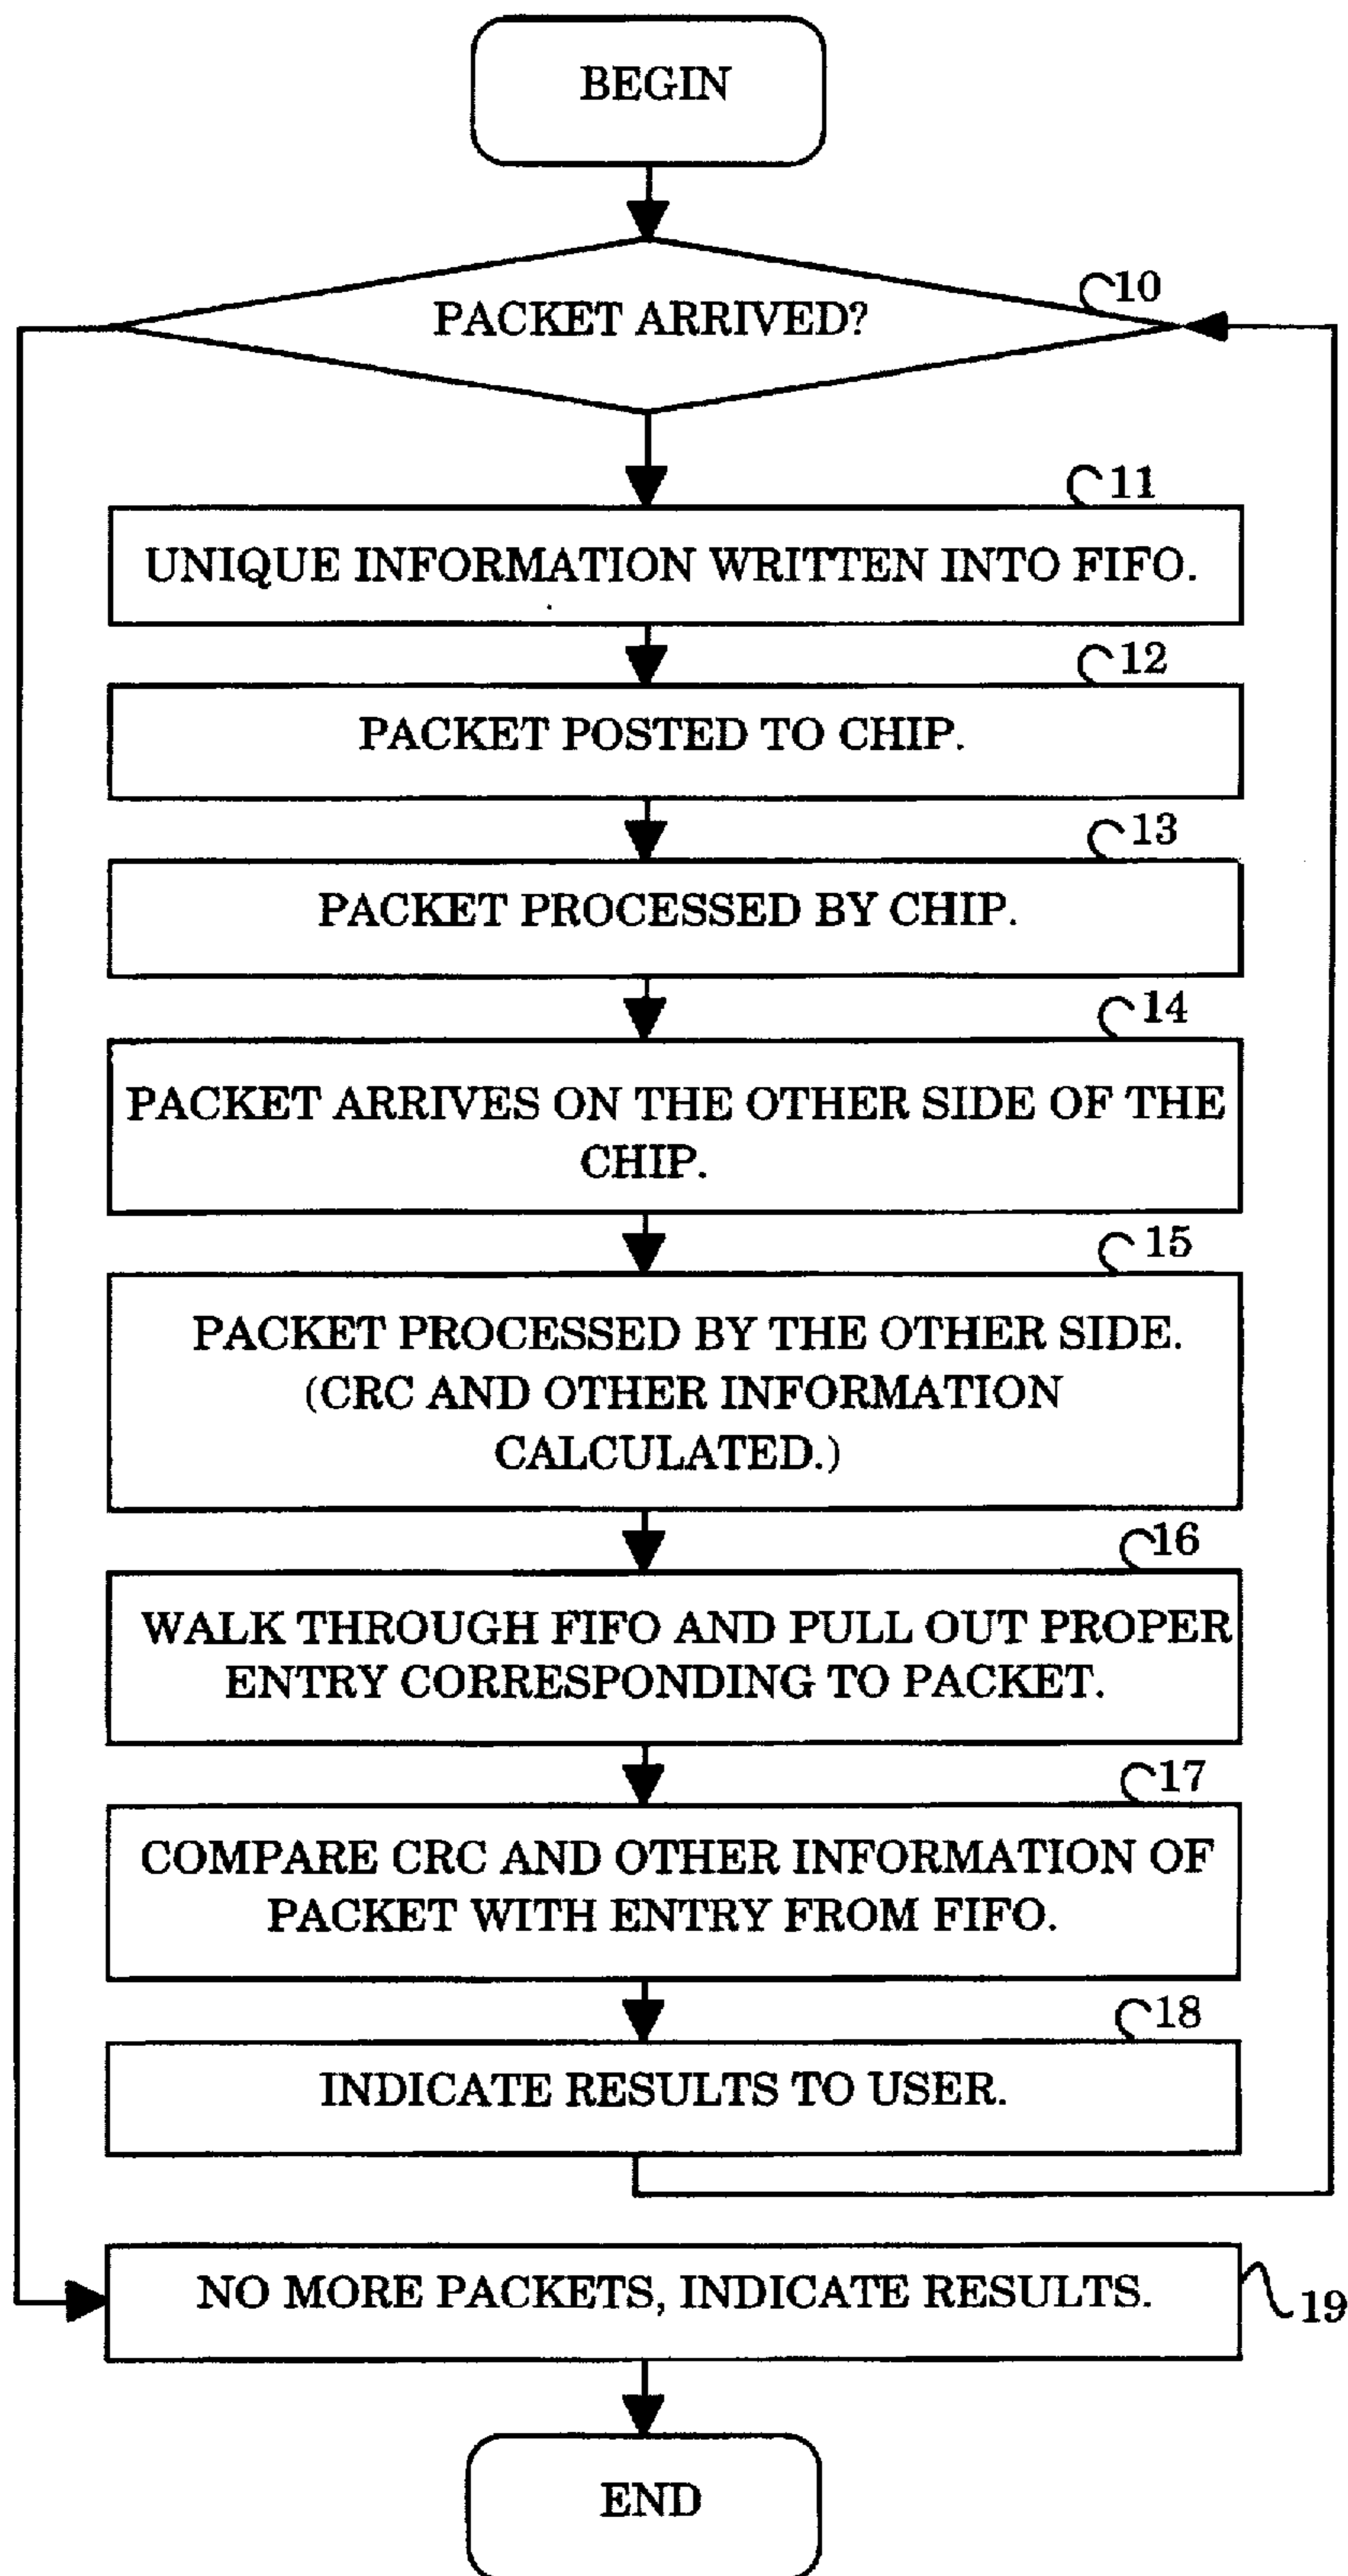 BEGIN
PACKET ARRIVED?
10
11
UNIQUE INFORMATION WRITTEN INTO FIFO.
12
PACKET POSTED TO CHIP.
13
PACKET PROCESSED BY CHIP.
14
PACKET ARRIVES ON THE OTHER SIDE OF THE
CHIP.
15
PACKET PROCESSED BY THE OTHER SIDE.
(CRC AND OTHER INFORMATION
CALCULATED.)
16
WALK THROUGH FIFO AND PULL OUT PROPER
ENTRY CORRESPONDING TO PACKET.
17
COMPARE CRC AND OTHER INFORMATION OF
PACKET WITH ENTRY FROM FIFO.
18
INDICATE RESULTS TO USER.
NO MORE PACKETS, INDICATE RESULTS.
19
END